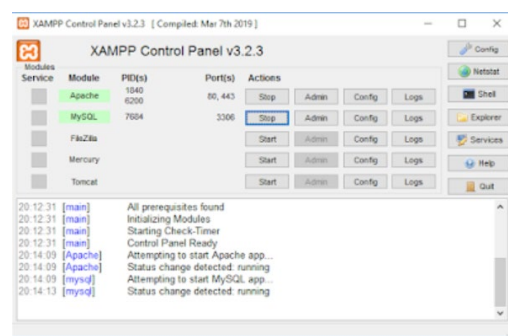 XAMPP Control Panel v3.2.3 [ Compiled: Mar 7th 2019 ]
XAMPP Control Panel v3.2.3
Config
Modules
Service Module PID(s) Port(s) Actions
Netstat
Apache 1840 6200 80, 443 Stop Admin Config Logs
Shell
MySQL 7684 3306 Stop Admin Config Logs
Explorer
FileZilla Start Admin Config Logs
Services
Mercury Start Admin Config Logs
Help
Tomcat Start Admin Config Logs
Quit
20:12:31 [main] All prerequisites found
20:12:31 [main] Initializing Modules
20:12:31 [main] Starting Check-Timer
20:12:31 [main] Control Panel Ready
20:14:09 [Apache] Attempting to start Apache app...
20:14:09 [Apache] Status change detected: running
20:14:09 [mysql] Attempting to start MySQL app...
20:14:13 [mysql] Status change detected: running